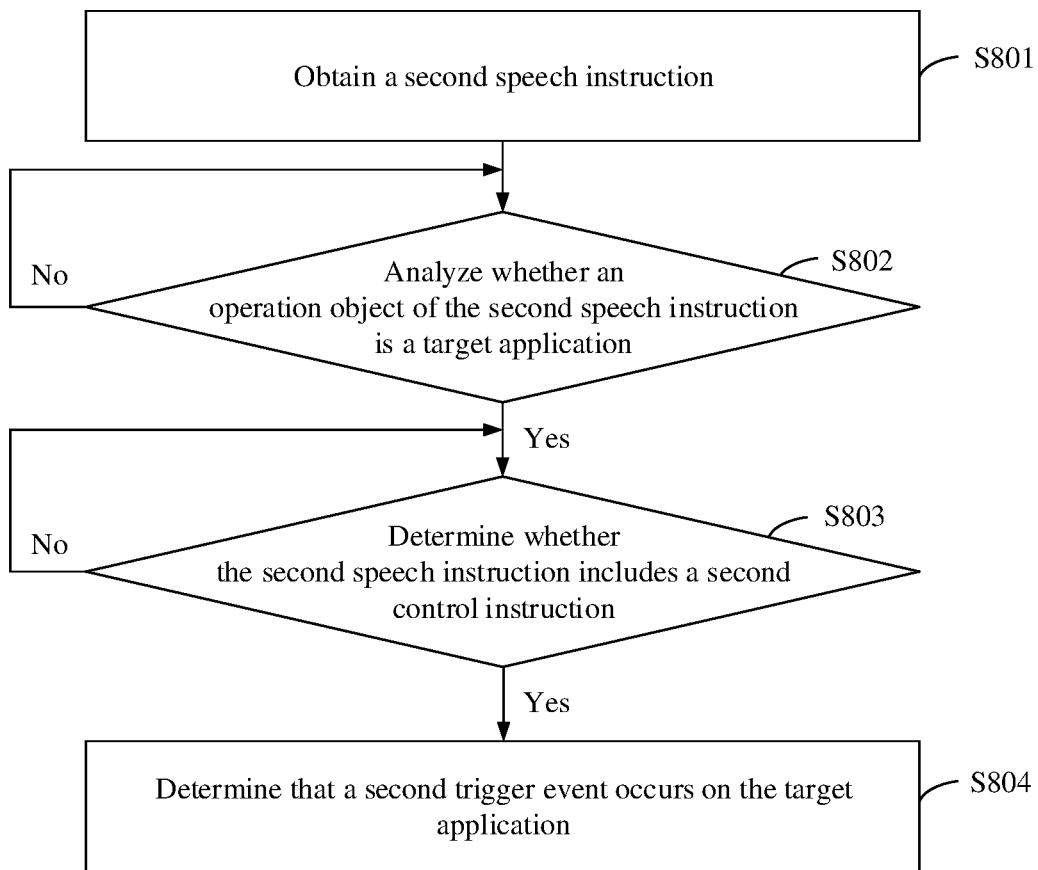 Obtain a second speech instruction
S801
No
Analyze whether an
operation object of the second speech instruction
is a target application
S802
Yes
No
Determine whether
the second speech instruction includes a second
control instruction
S803
Yes
Determine that a second trigger event occurs on the target
application
S804